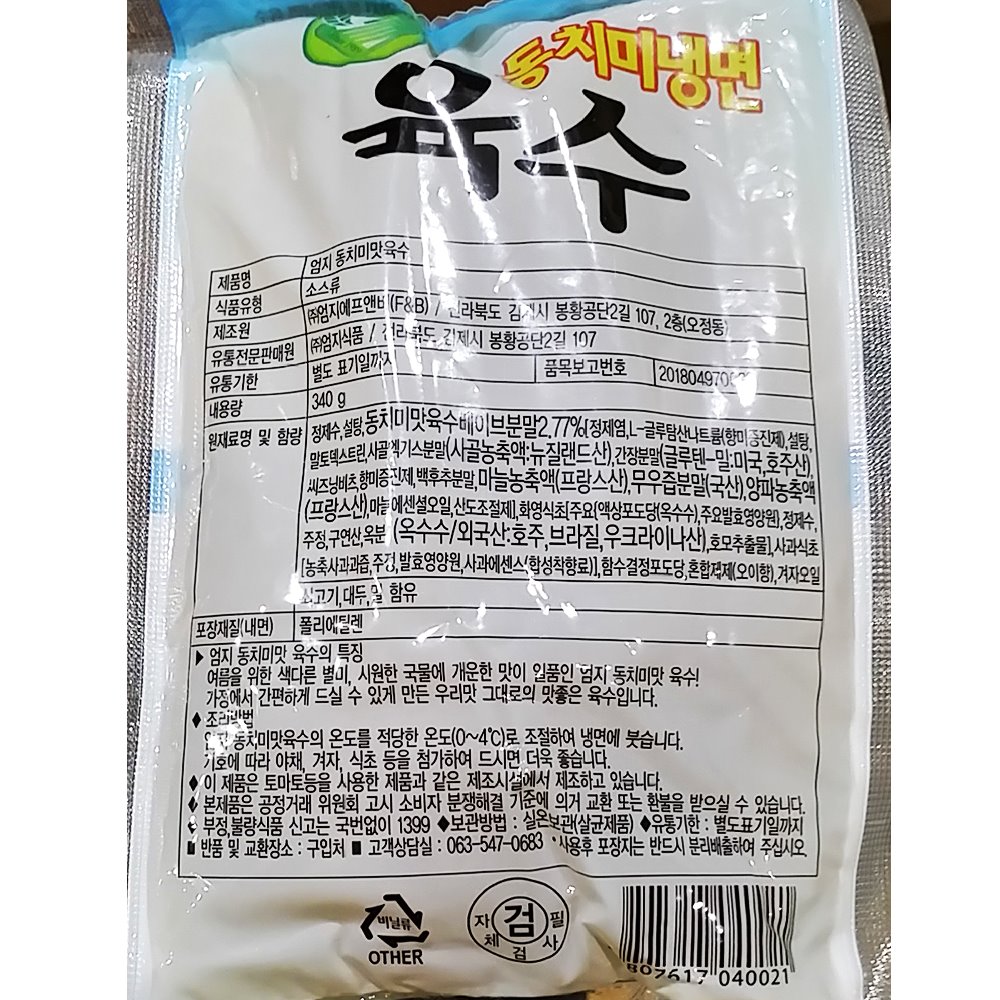 동치미냉면
육수
제품명 엄지 동치미맛육수
식품유형 소스류
제조원 ㈜엄지에프앤비(F&B) / 전라북도 김제시 봉황공단2길 107, 2층(오정동)
유통전문판매원 ㈜엄지식품 / 전라북도 김제시 봉황공단2길 107
유통기한 별도 표기일까지 품목보고번호 201804970
내용량 340 g
원재료명 및 함량 정제수,설탕,동치미맛육수베이브분말2.77%[정제염,L-글루탐산나트륨(향미증진제),설탕,
말토덱스트린,사골엑기스분말(사골농축액:뉴질랜드산),간장분말(글루텐-밀:미국,호주산),
씨즈닝비츠,향미증진제,백후추분말,마늘농축액(프랑스산),무우즙분말(국산),양파농축액
(프랑스산),마늘에센셜오일,산도조절제],화영식초[주요(액상포도당(옥수수),주요발효영양원),정제수,
주정,구연산,옥분(옥수수/외국산:호주,브라질,우크라이나산),호모추출물],사과식초
[농축사과과즙,주정,발효영양원,사과에센스(합성착향료)],함수결정포도당,혼합제제(오이향),겨자오일
쇠고기,대두,밀 함유
포장재질(내면) 폴리에틸렌
▶ 엄지 동치미맛 육수의 특징
여름을 위한 색다른 별미, 시원한 국물에 개운한 맛이 일품인 엄지 동치미맛 육수!
가정에서 간편하게 드실 수 있게 만든 우리맛 그대로의 맛좋은 육수입니다.
◆ 조리방법
엄지 동치미맛육수의 온도를 적당한 온도(0~4℃)로 조절하여 냉면에 붓습니다.
기호에 따라 야채, 겨자, 식초 등을 첨가하여 드시면 더욱 좋습니다.
◆ 이 제품은 토마토등을 사용한 제품과 같은 제조시설에서 제조하고 있습니다.
◆ 본제품은 공정거래 위원회 고시 소비자 분쟁해결 기준에 의거 교환 또는 환불을 받으실 수 있습니다.
◆ 부정,불량식품 신고는 국번없이 1399 ◆보관방법 : 실온보관(살균제품) ◆유통기한 : 별도표기일까지
■ 반품 및 교환장소 : 구입처 ■ 고객상담실 : 063-547-0683 *사용후 포장지는 반드시 분리배출하여 주십시오.
비닐류
OTHER
자체검사필
검
807617 040021